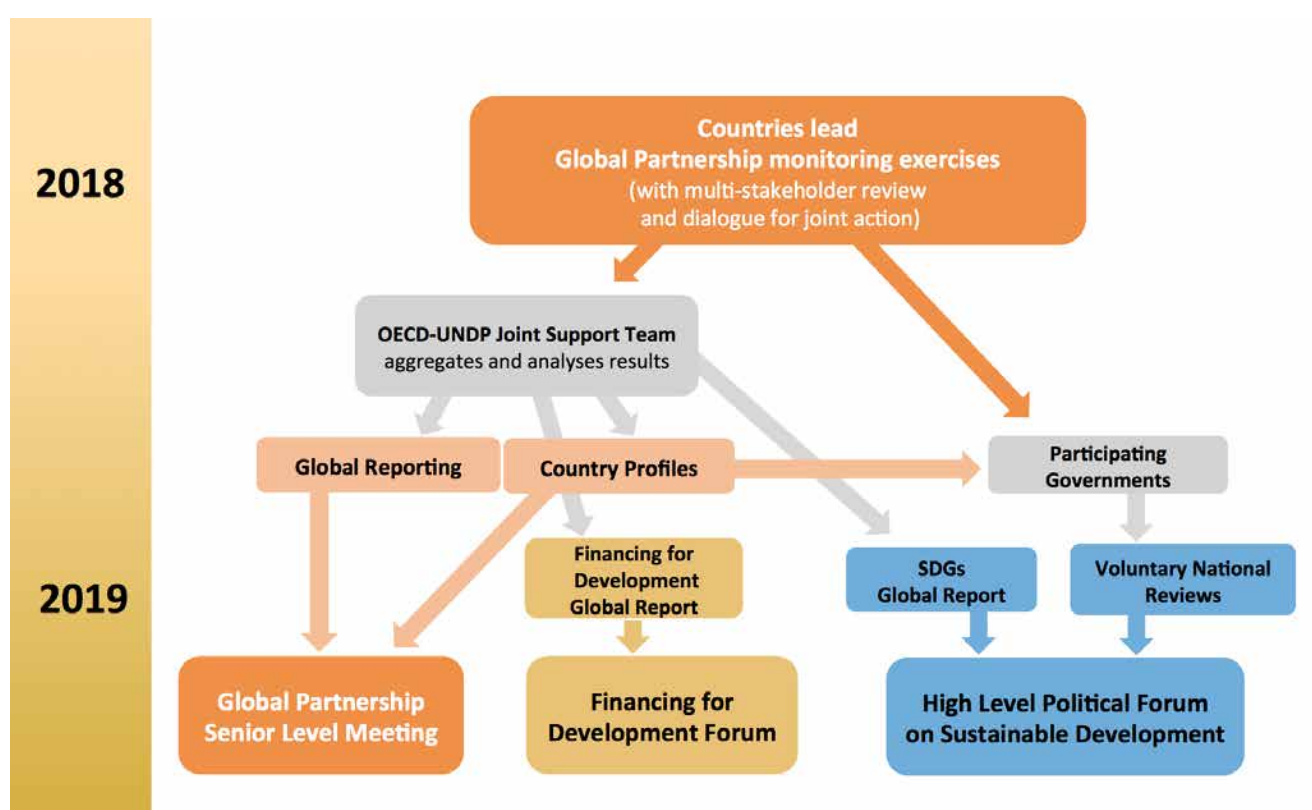 2018
Countries lead
Global Partnership monitoring exercises
(with multi-stakeholder review
and dialogue for joint action)
OECD-UNDP Joint Support Team
aggregates and analyses results
Global Reporting
Country Profiles
Participating
Governments
2019
Financing for
Development
Global Report
SDGs
Global Report
Voluntary National
Reviews
Global Partnership
Senior Level Meeting
Financing for
Development Forum
High Level Political Forum
on Sustainable Development